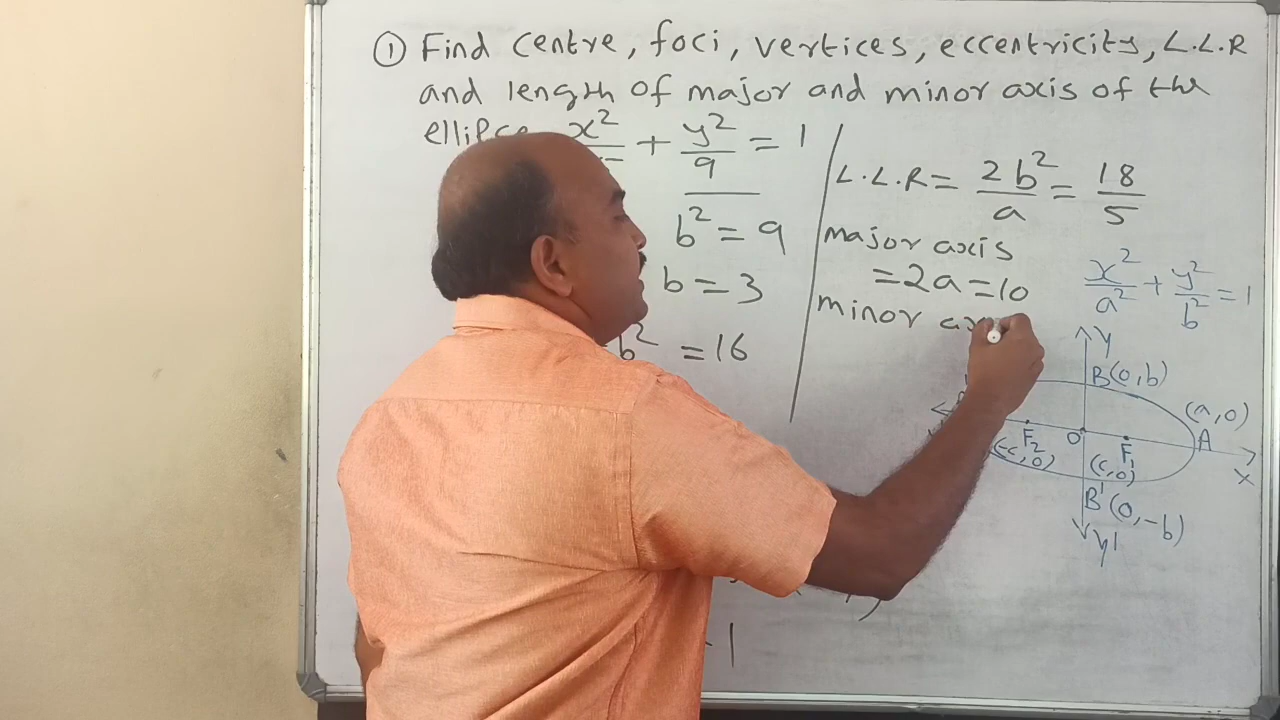 ① Find centre, foci, vertices, eccentricity, L.L.R
and length of major and minor axis of the
ellipse x²/ + y²/9 = 1
b² = 9
b = 3
b² = 16
L.L.R = 2b²/a = 18/5
major axis
= 2a = 10
minor
x²/a² + y²/b² = 1
y
B(0,b)
(a,0)
A
F₂ O F₁
(-c,0) (c,0)
x
B'(0,-b)
y'